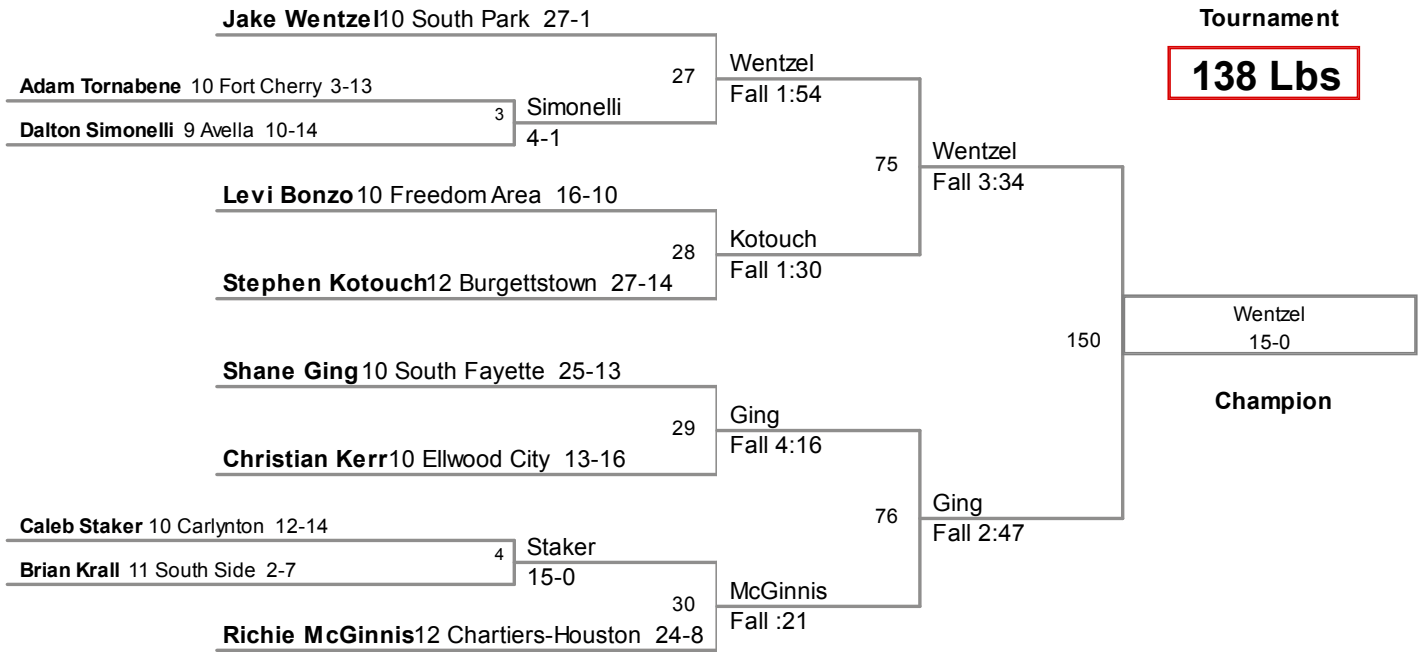 Jake Wentzel 10 South Park 27-1
Tournament
138 Lbs
27
Wentzel
Fall 1:54
Adam Tornabene 10 Fort Cherry 3-13
3
Simonelli
4-1
Dalton Simonelli 9 Avella 10-14
75
Wentzel
Fall 3:34
Levi Bonzo 10 Freedom Area 16-10
28
Kotouch
Fall 1:30
Stephen Kotouch 12 Burgettstown 27-14
150
Wentzel
15-0
Champion
Shane Ging 10 South Fayette 25-13
29
Ging
Fall 4:16
Christian Kerr 10 Ellwood City 13-16
76
Ging
Fall 2:47
Caleb Staker 10 Carlynton 12-14
4
Staker
15-0
Brian Krall 11 South Side 2-7
30
McGinnis
Fall :21
Richie McGinnis 12 Chartiers-Houston 24-8